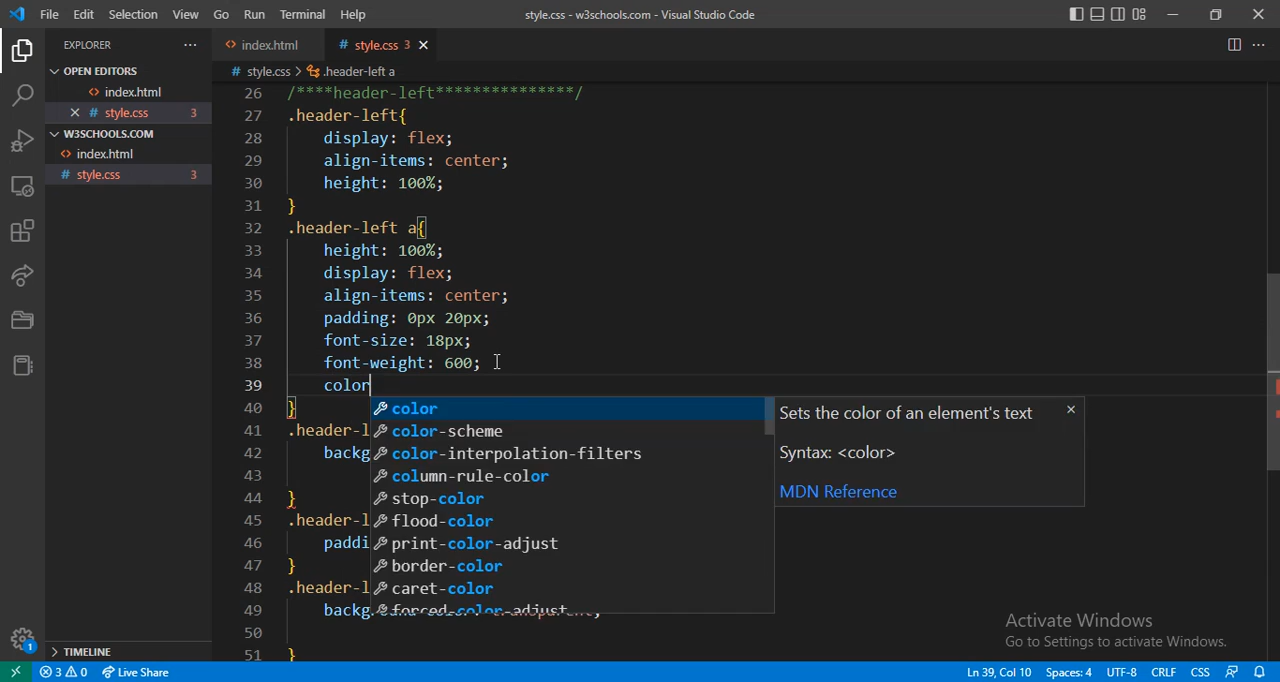 File Edit Selection View Go Run Terminal Help style.css - w3schools.com - Visual Studio Code
EXPLORER ··· <> index.html # style.css 3 ×
# style.css > .header-left a
OPEN EDITORS
<> index.html
× # style.css 3
W3SCHOOLS.COM
<> index.html
# style.css 3
26 /****header-left***************/
27 .header-left{
28 display: flex;
29 align-items: center;
30 height: 100%;
31 }
32 .header-left a{
33 height: 100%;
34 display: flex;
35 align-items: center;
36 padding: 0px 20px;
37 font-size: 18px;
38 font-weight: 600;
39 color
40 }
41 .header-l
42 backg
43
44 }
45 .header-l
46 paddi
47 }
48 .header-l
49 backg
50
51 }
color
color-scheme
color-interpolation-filters
column-rule-color
stop-color
flood-color
print-color-adjust
border-color
caret-color
forced-color-adjust
Sets the color of an element's text ×
Syntax: <color>
MDN Reference
Activate Windows
Go to Settings to activate Windows.
1
TIMELINE
3 0 Live Share Ln 39, Col 10 Spaces: 4 UTF-8 CRLF CSS